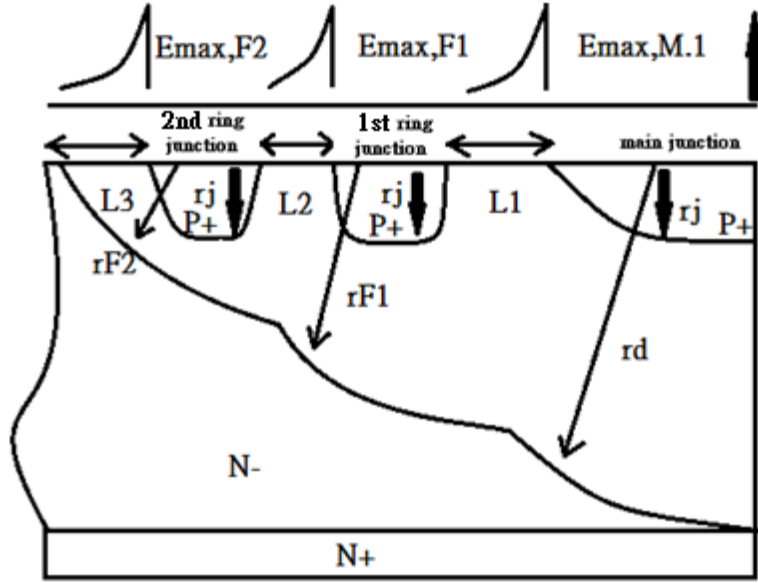 Emax,F2 Emax,F1 Emax,M.1
2nd ring junction 1st ring junction main junction
L3 rj P+ L2 rj P+ L1 rj P+
rF2 rF1 rd
N-
N+